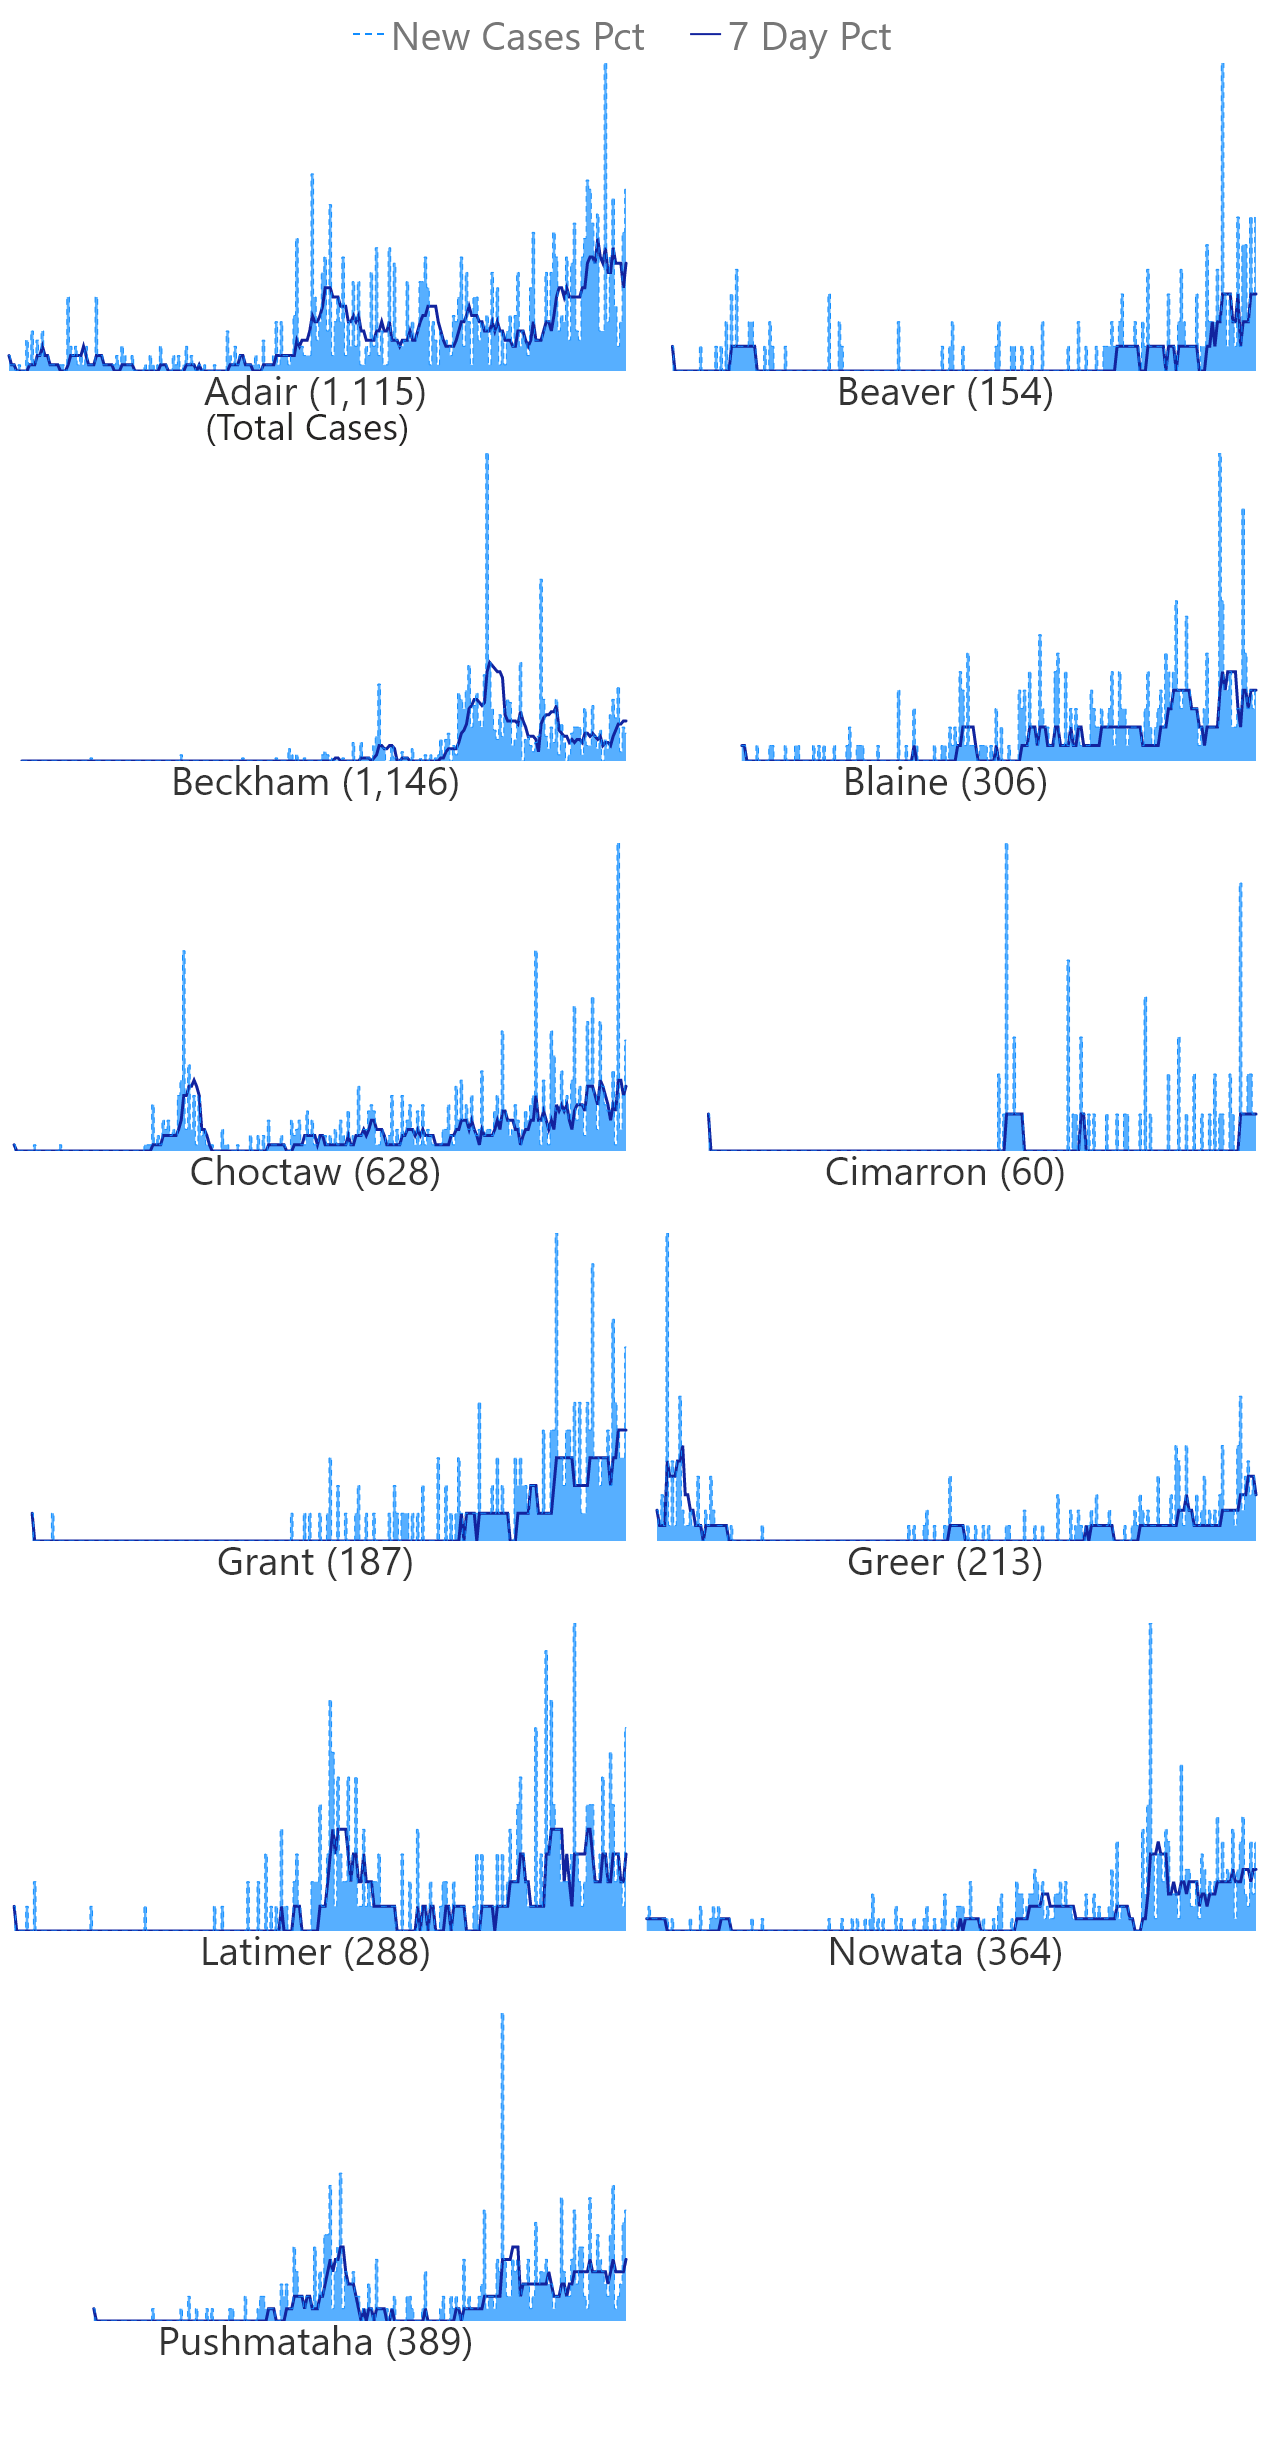 New Cases Pct 7 Day Pct
Adair (1,115) Beaver (154)
(Total Cases)
Beckham (1,146) Blaine (306)
Choctaw (628) Cimarron (60)
Grant (187) Greer (213)
Latimer (288) Nowata (364)
Pushmataha (389)